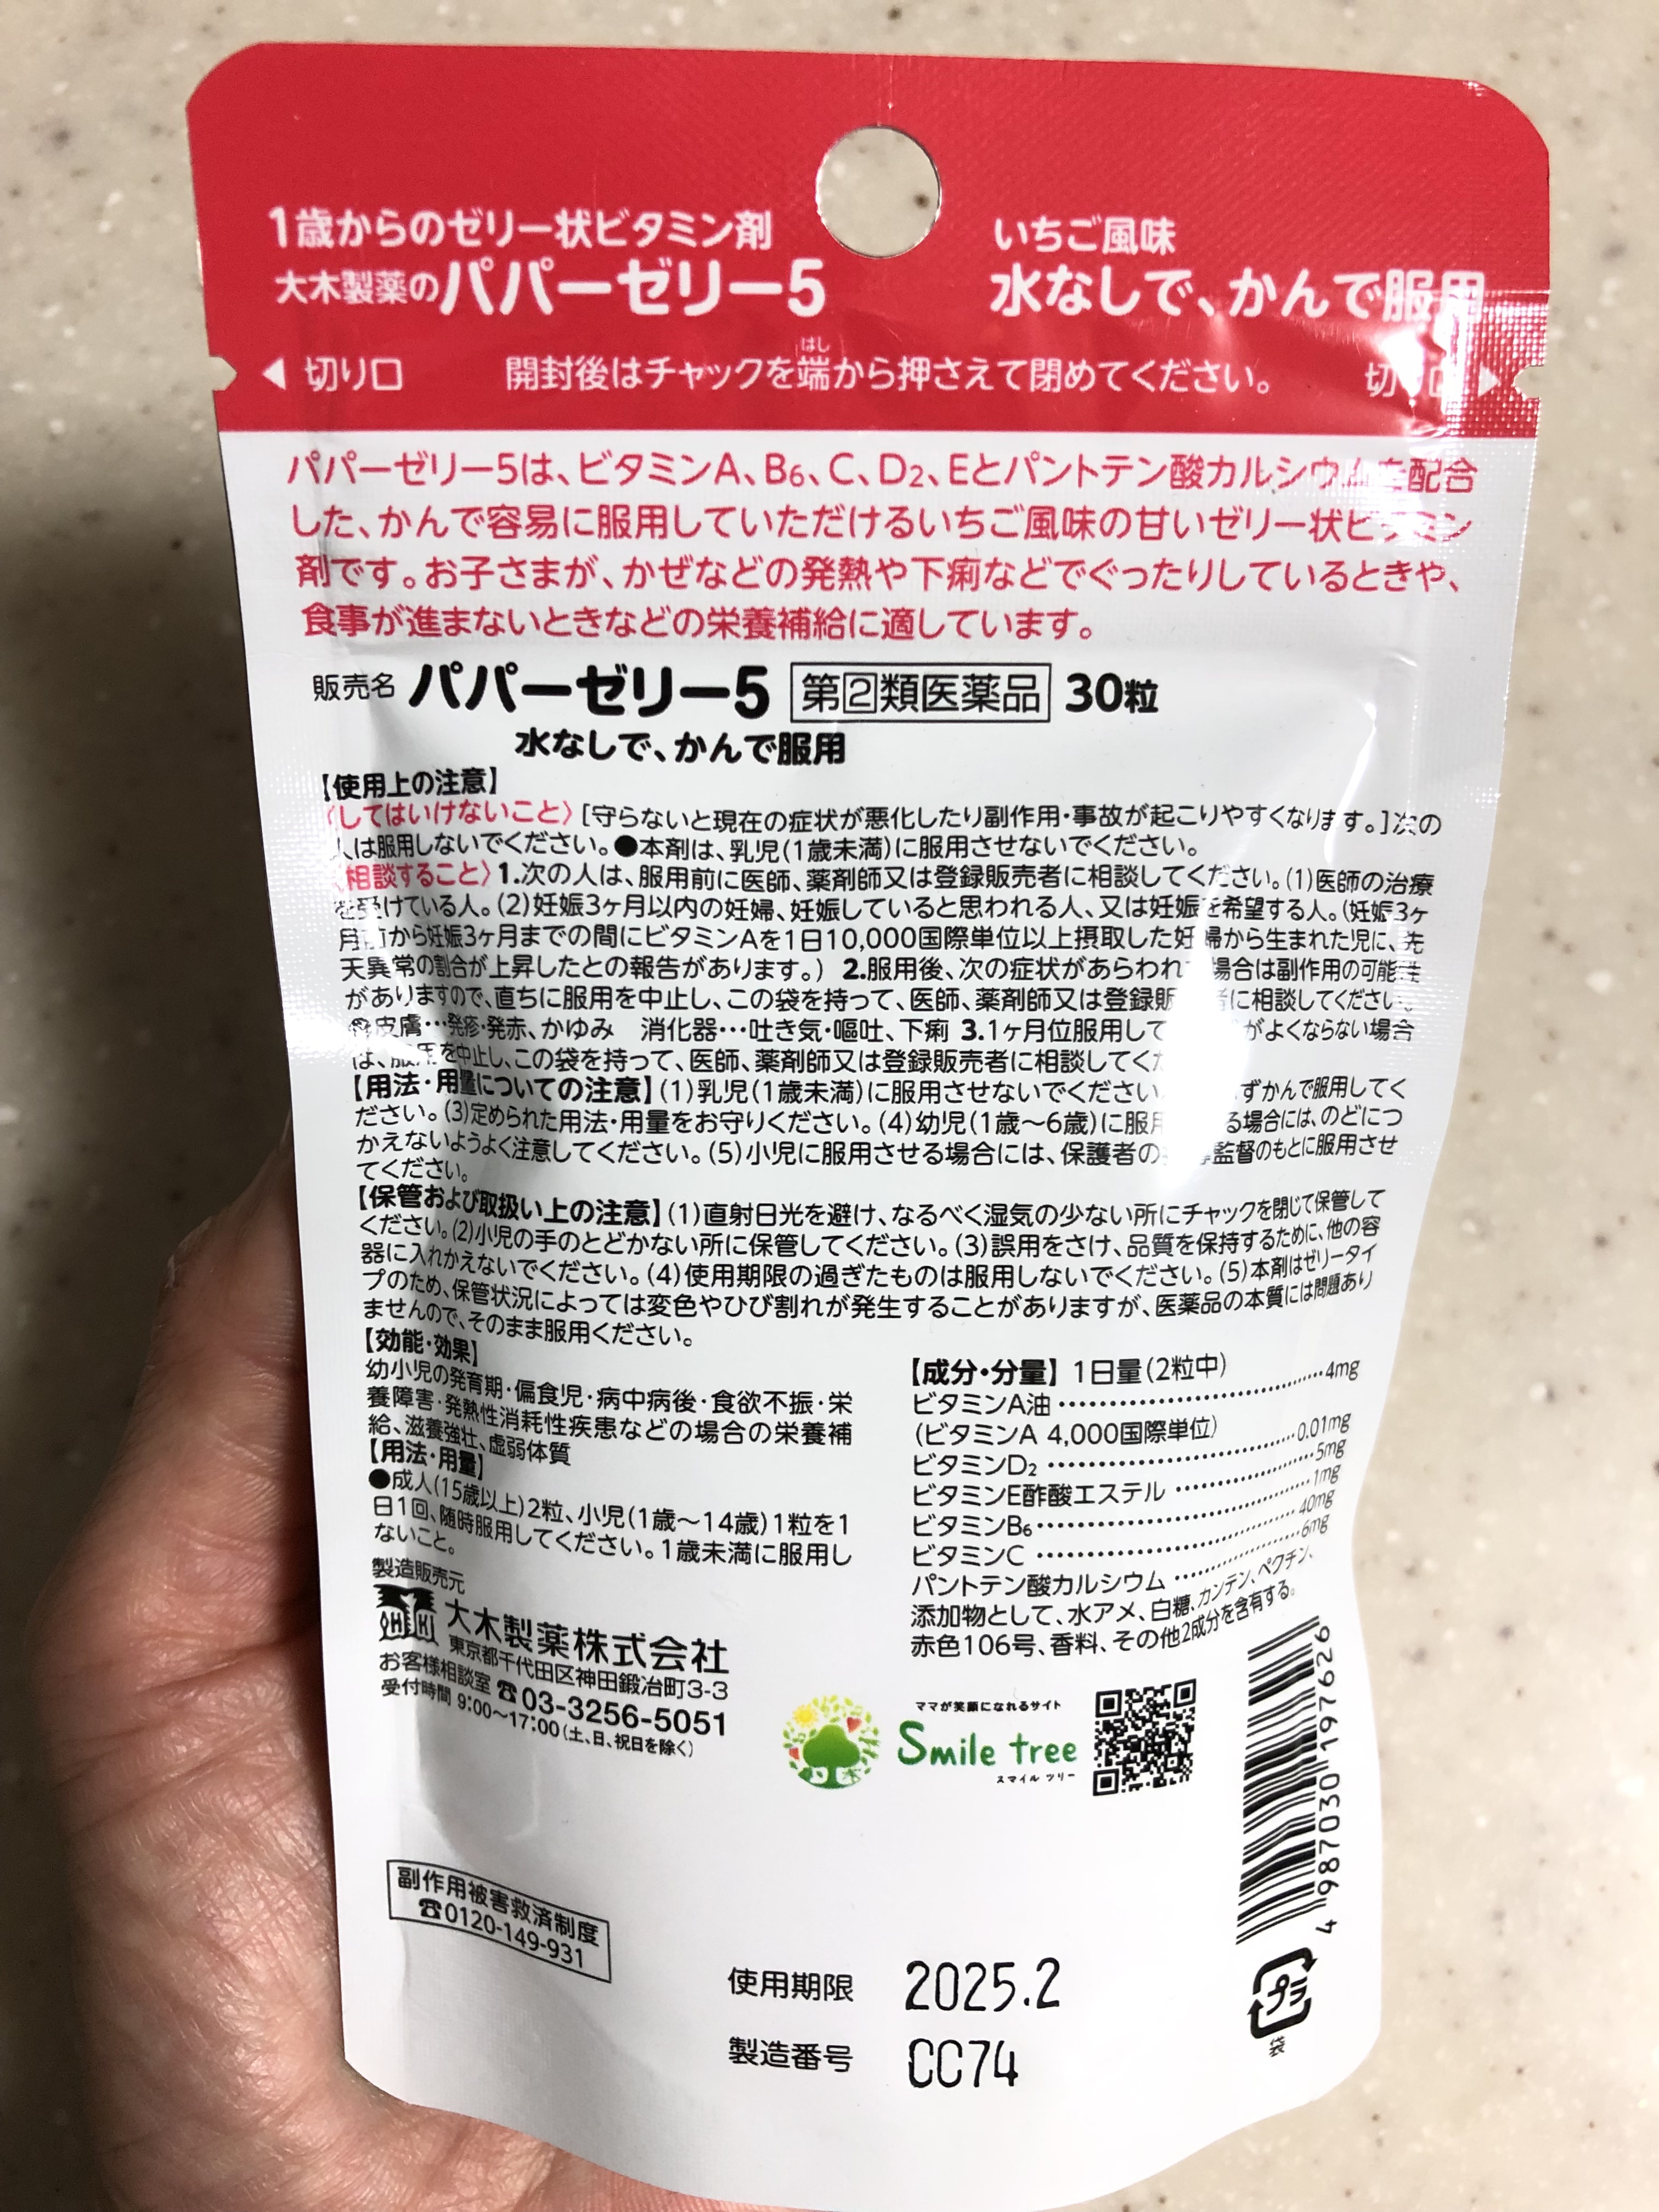 1歳からのゼリー状ビタミン剤
大木製薬のパパーゼリー5
いちご風味
水なしで、かんで服用
切り口
はし
開封後はチャックを端から押さえて閉めてください。
パパーゼリー5は、ビタミンA、B6、C、D2、Eとパントテン酸カルシウムを配合
した、かんで容易に服用していただけるいちご風味の甘いゼリー状ビタミン
剤です。お子さまが、かぜなどの発熱や下痢などでぐったりしているときや、
食事が進まないときなどの栄養補給に適しています。
販売名 パパーゼリー5 第②類医薬品 30粒
水なしで、かんで服用
【使用上の注意】
〈してはいけないこと〉[守らないと現在の症状が悪化したり副作用・事故が起こりやすくなります。]次の
人は服用しないでください。●本剤は、乳児(1歳未満)に服用させないでください。
〈相談すること〉1.次の人は、服用前に医師、薬剤師又は登録販売者に相談してください。(1)医師の治療
を受けている人。(2)妊娠3ヶ月以内の妊婦、妊娠していると思われる人、又は妊娠を希望する人。(妊娠3ヶ
月前から妊娠3ヶ月までの間にビタミンAを1日10,000国際単位以上摂取した妊婦から生まれた児に、先
天異常の割合が上昇したとの報告があります。) 2.服用後、次の症状があらわれ 場合は副作用の可能性
がありますので、直ちに服用を中止し、この袋を持って、医師、薬剤師又は登録販 者に相談してください。
皮膚…発疹・発赤、かゆみ 消化器…吐き気・嘔吐、下痢 3.1ヶ月位服用して がよくならない場合
は、服用を中止し、この袋を持って、医師、薬剤師又は登録販売者に相談してく
【用法・用量についての注意】(1)乳児(1歳未満)に服用させないでください ずかんで服用してく
ださい。(3)定められた用法・用量をお守りください。(4)幼児(1歳～6歳)に服用 る場合には、のどにつ
かえないようよく注意してください。(5)小児に服用させる場合には、保護者の 監督のもとに服用させ
てください。
【保管および取扱い上の注意】(1)直射日光を避け、なるべく湿気の少ない所にチャックを閉じて保管して
ください。(2)小児の手のとどかない所に保管してください。(3)誤用をさけ、品質を保持するために、他の容
器に入れかえないでください。(4)使用期限の過ぎたものは服用しないでください。(5)本剤はゼリータイ
プのため、保管状況によっては変色やひび割れが発生することがありますが、医薬品の本質には問題あり
ませんので、そのまま服用ください。
【効能・効果】
幼小児の発育期・偏食児・病中病後・食欲不振・栄
養障害・発熱性消耗性疾患などの場合の栄養補
給、滋養強壮、虚弱体質
【用法・用量】
●成人(15歳以上)2粒、小児(1歳～14歳)1粒を1
日1回、随時服用してください。1歳未満に服用し
ないこと。
【成分・分量】1日量(2粒中)
ビタミンA油…………4mg
(ビタミンA 4,000国際単位)
ビタミンD2…………0.01mg
ビタミンE酢酸エステル…………5mg
ビタミンB6…………1mg
ビタミンC…………40mg
パントテン酸カルシウム…………6mg
添加物として、水アメ、白糖、カンテン、ペクチン、
赤色106号、香料、その他2成分を含有する。
製造販売元
大木製薬株式会社
東京都千代田区神田鍛冶町3-3
お客様相談室 ☎03-3256-5051
受付時間 9:00～17:00(土、日、祝日を除く)
ママが笑顔になれるサイト
Smile tree
スマイル ツリー
4987030197626
副作用被害救済制度
☎0120-149-931
使用期限 2025.2
製造番号 CC74
プラ
袋